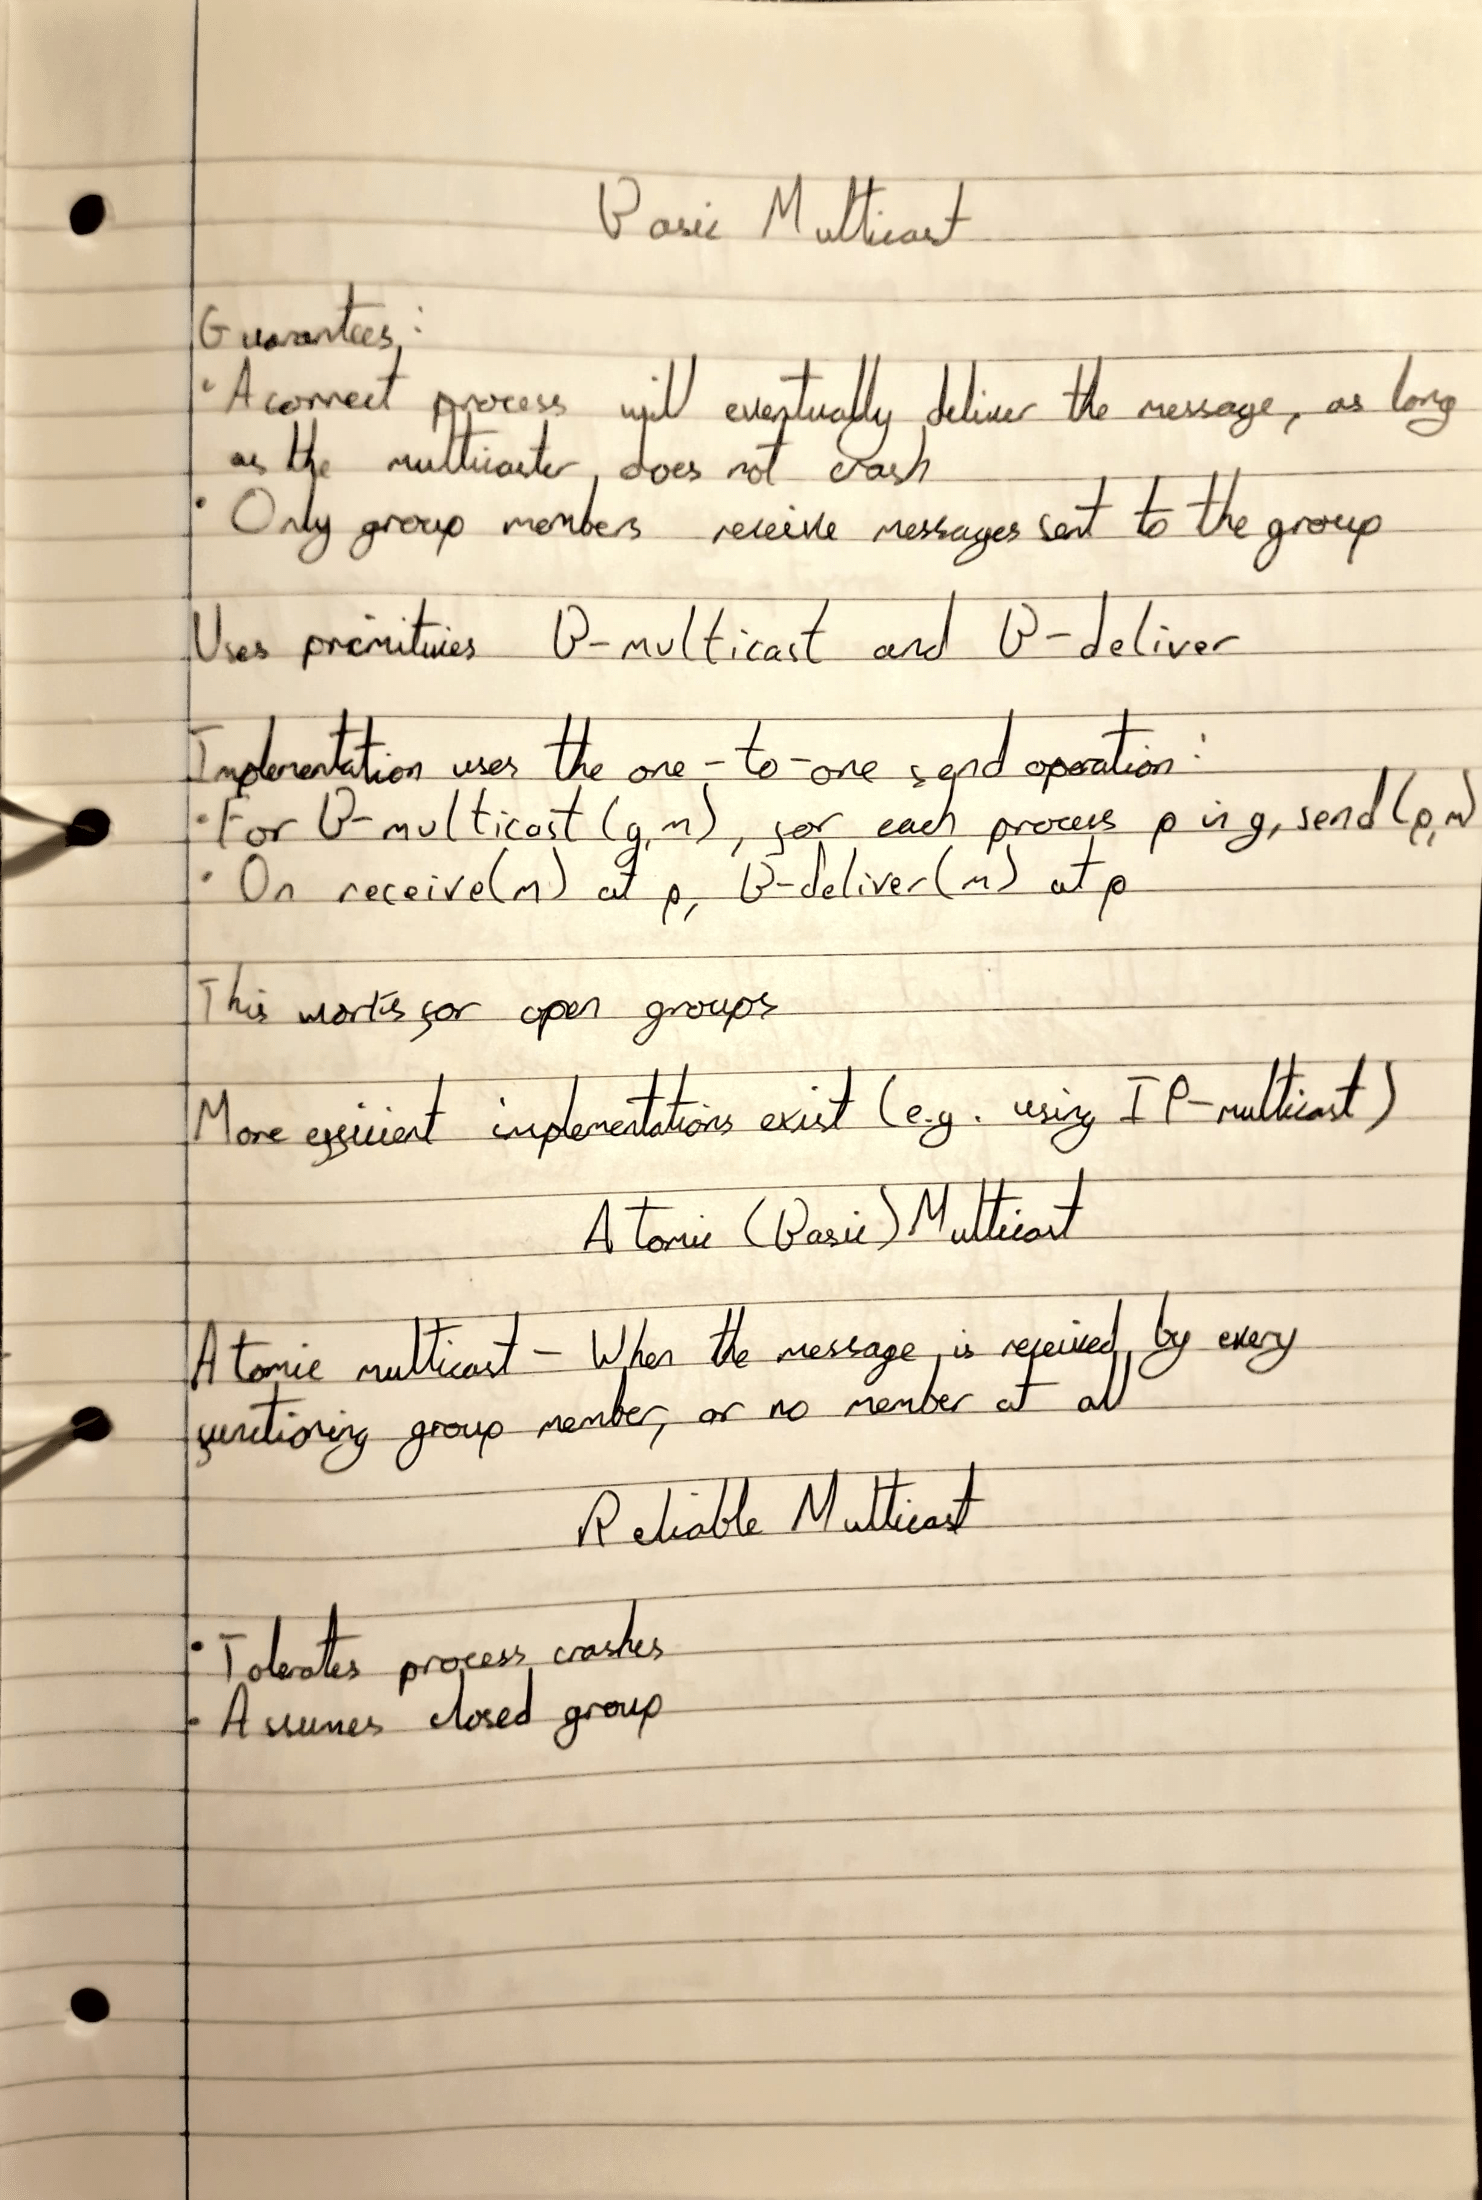 Basic Multicast
Guarantees:
· A correct process will eventually deliver the message, as long
as the multicaster does not crash
· Only group members receive messages sent to the group
Uses primitives B-multicast and B-deliver
Implementation uses the one-to-one send operation:
· For B-multicast(g,m), for each process p in g, send(p,m)
· On receive(m) at p, B-deliver(m) at p
This works for open groups
More efficient implementations exist (e.g. using IP-multicast)
Atomic (Basic) Multicast
Atomic multicast - When the message is received by every
functioning group member, or no member at all
Reliable Multicast
· Tolerates process crashes
· Assumes closed group